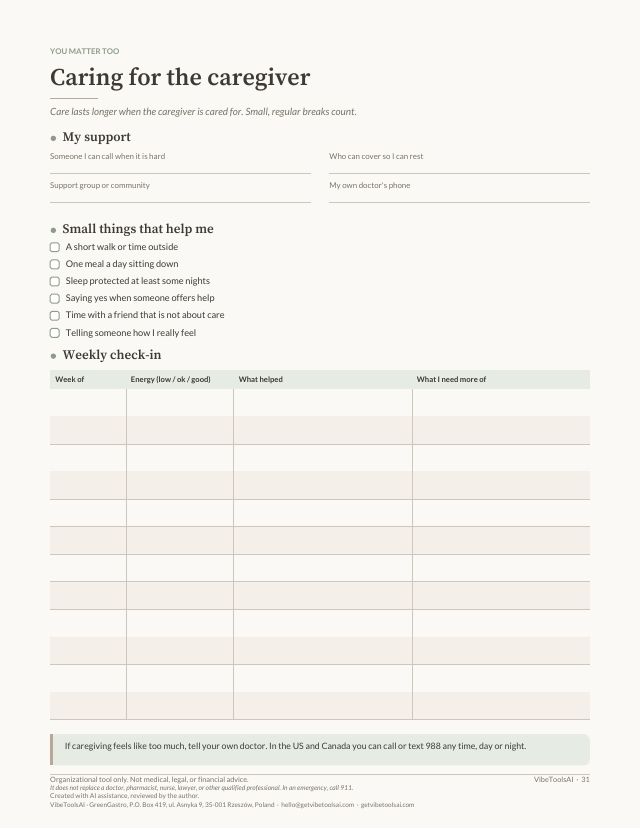 YOU MATTER TOO
Caring for the caregiver
Care lasts longer when the caregiver is cared for. Small, regular breaks count.
My support
Someone I can call when it is hard
Who can cover so I can rest
Support group or community
My own doctor's phone
Small things that help me
A short walk or time outside
One meal a day sitting down
Sleep protected at least some nights
Saying yes when someone offers help
Time with a friend that is not about care
Telling someone how I really feel
Weekly check-in
Week of
Energy (low / ok / good)
What helped
What I need more of
If caregiving feels like too much, tell your own doctor. In the US and Canada you can call or text 988 any time, day or night.
Organizational tool only. Not medical, legal, or financial advice.
VibeToolsAI · 31
It does not replace a doctor, pharmacist, nurse, lawyer, or other qualified professional. In an emergency, call 911.
Created with AI assistance, reviewed by the author.
VibeToolsAI · GreenGastro, P.O. Box 419, ul. Asnyka 9, 35-001 Rzeszów, Poland · hello@getvibetoolsai.com · getvibetoolsai.com